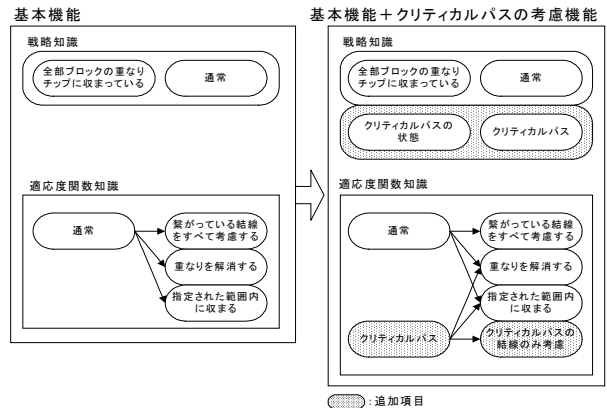 基本機能
戦略知識
全部ブロックの重なり
チップに収まっている
通常
適応度関数知識
通常
繋がっている結線
をすべて考慮する
重なりを解消する
指定された範囲内
に収まる
基本機能＋クリティカルパスの考慮機能
戦略知識
全部ブロックの重なり
チップに収まっている
通常
クリティカルパスの
状態
クリティカルパス
適応度関数知識
通常
繋がっている結線
をすべて考慮する
重なりを解消する
指定された範囲内
に収まる
クリティカルパス
クリティカルパスの
結線のみ考慮
：追加項目